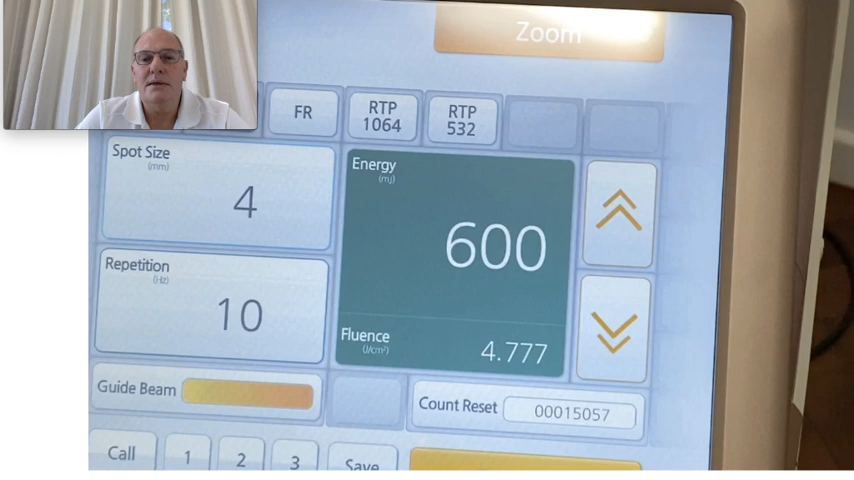 Zoom
FR
RTP
1064
RTP
532
Spot Size
(mm)
4
Energy
(mJ)
600
Repetition
(Hz)
10
Fluence
(J/cm²)
4.777
Guide Beam
Count Reset
00015057
Call
1
2
3
Save